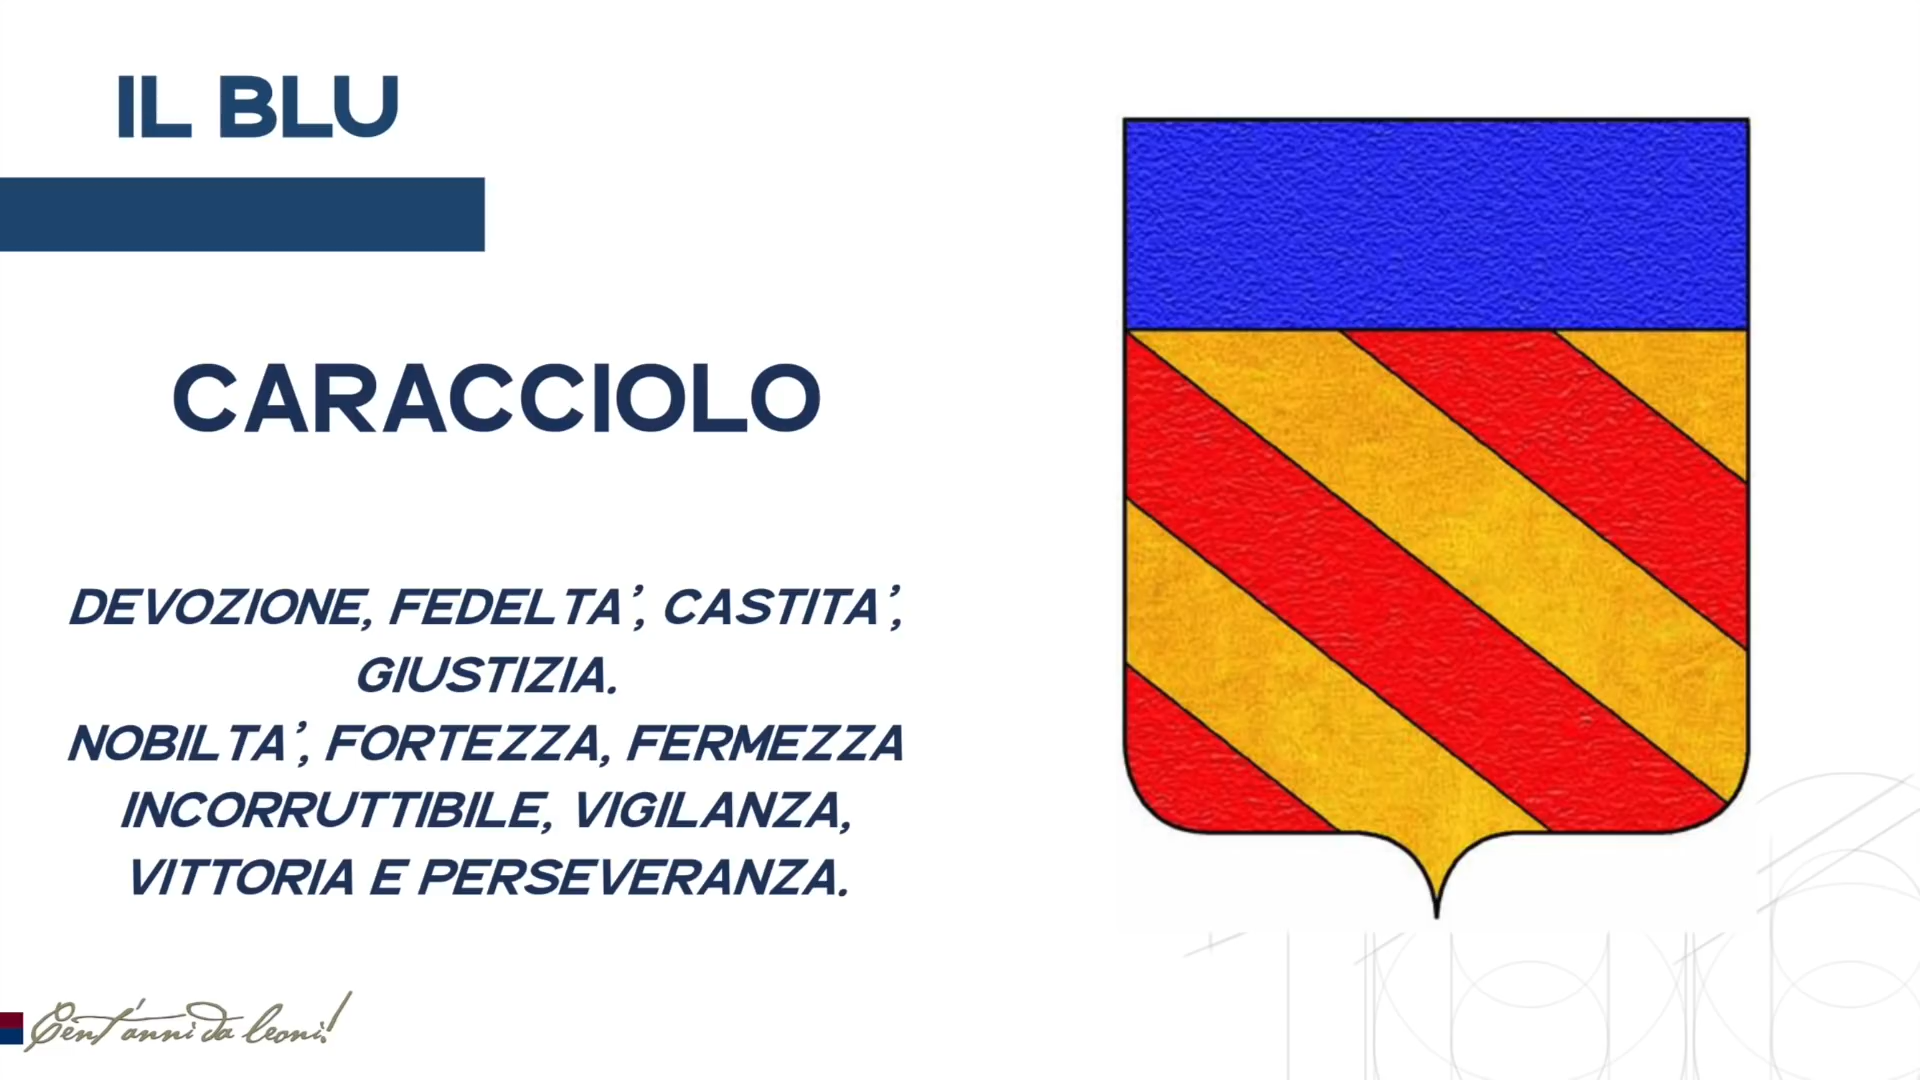 IL BLU
CARACCIOLO
DEVOZIONE, FEDELTA', CASTITA',
GIUSTIZIA.
NOBILTA', FORTEZZA, FERMEZZA
INCORRUTTIBILE, VIGILANZA,
VITTORIA E PERSEVERANZA.
Cent'anni da leoni!